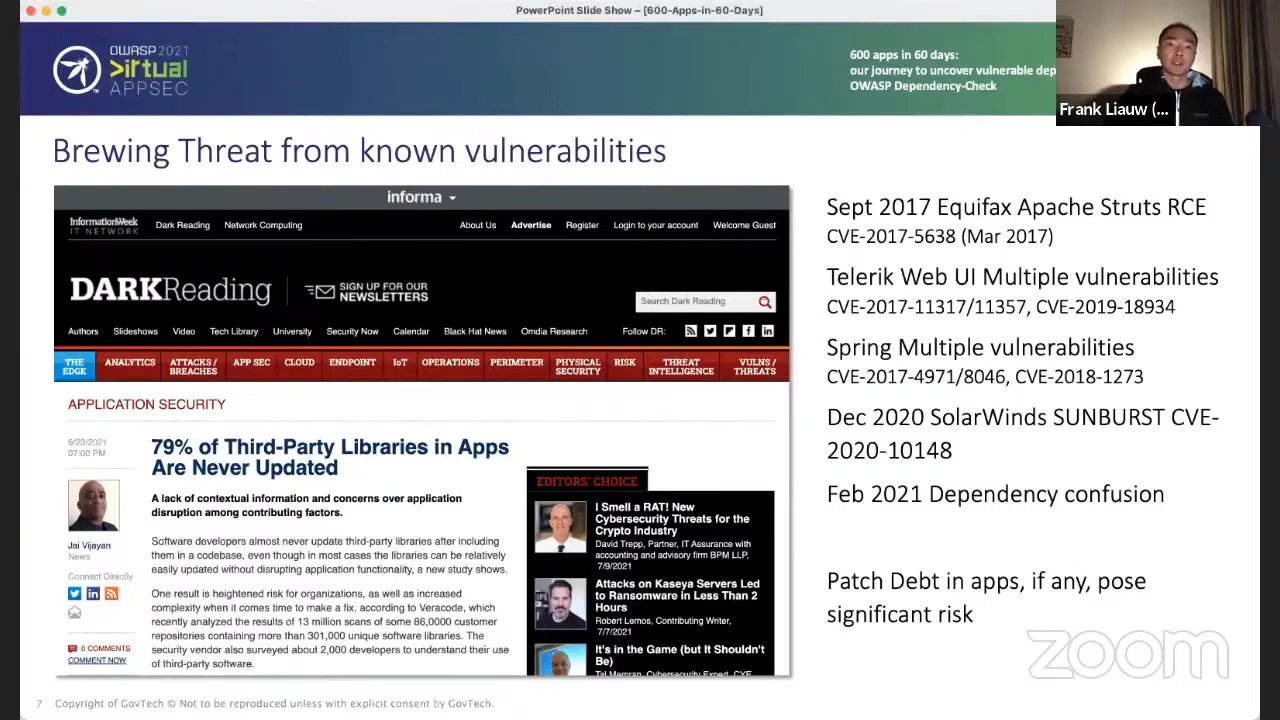 PowerPoint Slide Show – [600-Apps-in-60-Days]
OWASP 2021
>irtual
APPSEC
600 apps in 60 days:
our journey to uncover vulnerable dep
OWASP Dependency-Check
Frank Liauw (...
Brewing Threat from known vulnerabilities
informa
InformationWeek
IT NETWORK
Dark Reading
Network Computing
About Us
Advertise
Register
Login to your account
Welcome Guest
DARKReading
SIGN UP FOR OUR
NEWSLETTERS
Search Dark Reading
Authors
Slideshows
Video
Tech Library
University
Security Now
Calendar
Black Hat News
Omdia Research
Follow DR:
THE
EDGE
ANALYTICS
ATTACKS /
BREACHES
APP SEC
CLOUD
ENDPOINT
IoT
OPERATIONS
PERIMETER
PHYSICAL
SECURITY
RISK
THREAT
INTELLIGENCE
VULNS /
THREATS
APPLICATION SECURITY
6/23/2021
07:00 PM
Jai Vijayan
News
Connect Directly
0 COMMENTS
COMMENT NOW
79% of Third-Party Libraries in Apps
Are Never Updated
A lack of contextual information and concerns over application
disruption among contributing factors.
Software developers almost never update third-party libraries after including
them in a codebase, even though in most cases the libraries can be relatively
easily updated without disrupting application functionality, a new study shows.
One result is heightened risk for organizations, as well as increased
complexity when it comes to make a fix, according to Veracode, which
recently analyzed the results of 13 million scans of some 86,0000 customer
repositories containing more than 301,000 unique software libraries. The
security vendor also surveyed about 2,000 developers to understand their use
of third-party software.
EDITORS' CHOICE
I Smell a RAT! New
Cybersecurity Threats for the
Crypto Industry
David Trepp, Partner, IT Assurance with
accounting and advisory firm BPM LLP,
7/9/2021
Attacks on Kaseya Servers Led
to Ransomware in Less Than 2
Hours
Robert Lemos, Contributing Writer,
7/7/2021
It's in the Game (but It Shouldn't
Be)
Tal Memran, Cybersecurity Expert, CYE
Sept 2017 Equifax Apache Struts RCE
CVE-2017-5638 (Mar 2017)
Telerik Web UI Multiple vulnerabilities
CVE-2017-11317/11357, CVE-2019-18934
Spring Multiple vulnerabilities
CVE-2017-4971/8046, CVE-2018-1273
Dec 2020 SolarWinds SUNBURST CVE-
2020-10148
Feb 2021 Dependency confusion
Patch Debt in apps, if any, pose
significant risk
zoom
7 Copyright of GovTech © Not to be reproduced unless with explicit consent by GovTech.